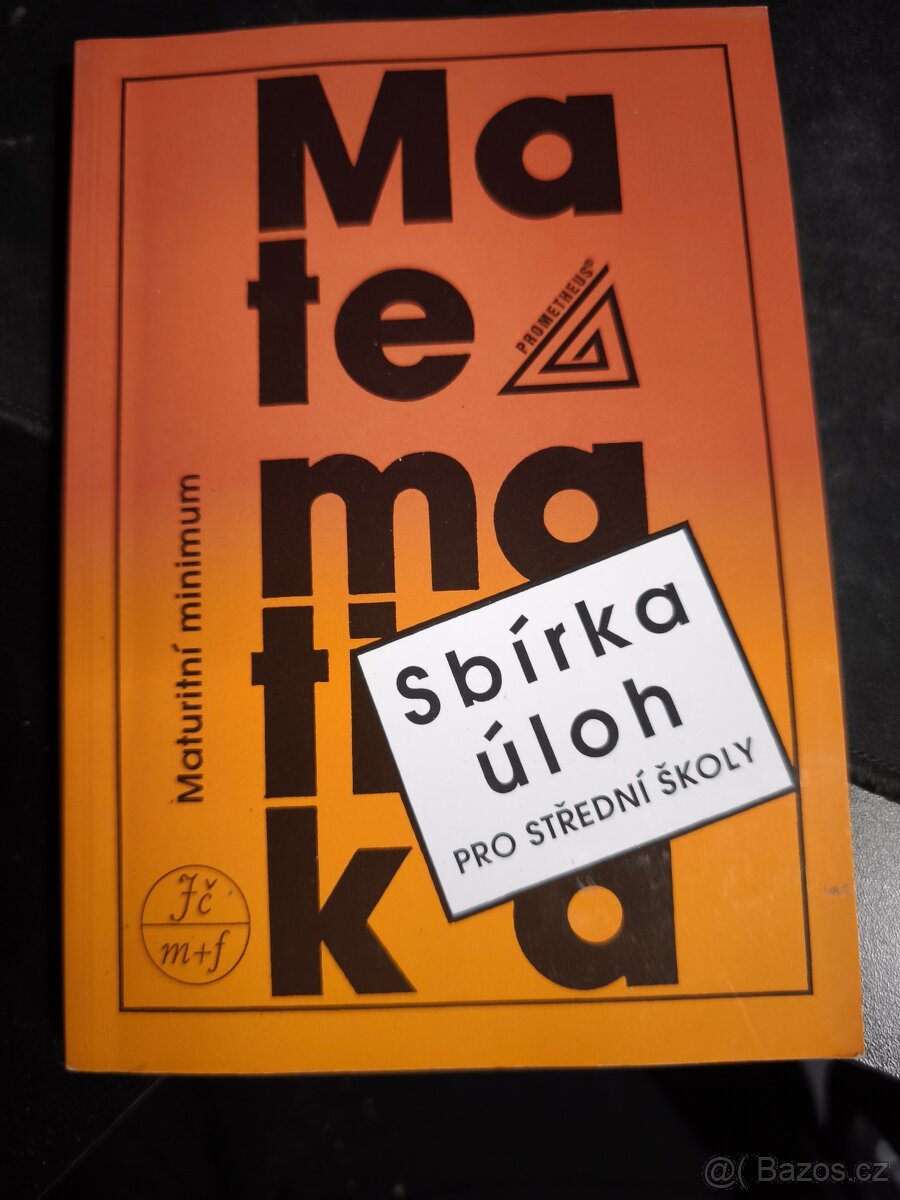 Ma
te
PROMETHEUS®
ma
ti
ka
Maturitní minimum
Sbírka
úloh
PRO STŘEDNÍ ŠKOLY
Jč
m+f
@( Bazos.cz